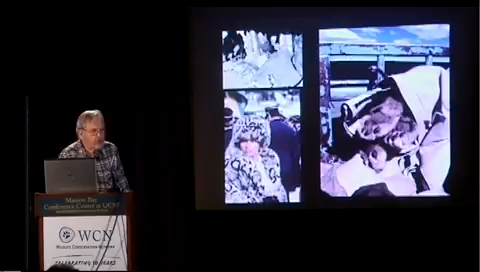 Mission Bay
Conference Center at UCSF
WCN
WILDLIFE CONSERVATION NETWORK
CELEBRATING 10 YEARS